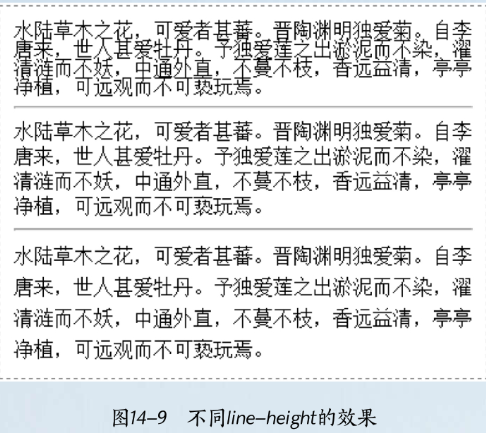 水陆草木之花，可爱者甚蕃。晋陶渊明独爱菊。自李
唐来，世人甚爱牡丹。予独爱莲之出淤泥而不染，濯
清涟而不妖，中通外直，不蔓不枝，香远益清，亭亭
净植，可远观而不可亵玩焉。
水陆草木之花，可爱者甚蕃。晋陶渊明独爱菊。自李
唐来，世人甚爱牡丹。予独爱莲之出淤泥而不染，濯
清涟而不妖，中通外直，不蔓不枝，香远益清，亭亭
净植，可远观而不可亵玩焉。
水陆草木之花，可爱者甚蕃。晋陶渊明独爱菊。自李
唐来，世人甚爱牡丹。予独爱莲之出淤泥而不染，濯
清涟而不妖，中通外直，不蔓不枝，香远益清，亭亭
净植，可远观而不可亵玩焉。
图14–9 不同line–height的效果